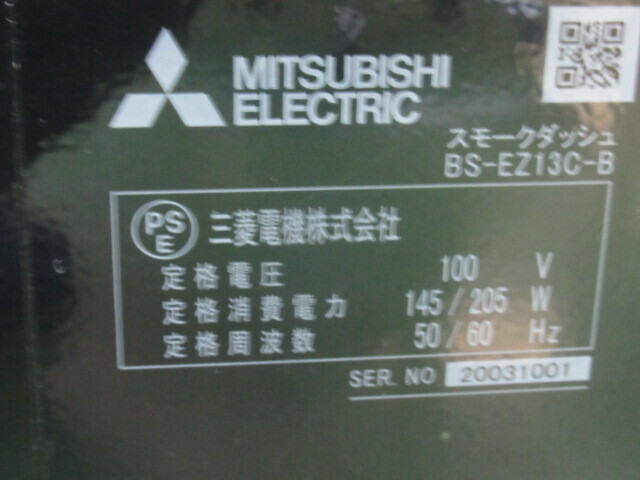 MITSUBISHI
ELECTRIC
スモークダッシュ
BS-EZ13C-B
PS
E
三菱電機株式会社
定格電圧 100 V
定格消費電力 145/205 W
定格周波数 50/60 Hz
SER. NO 20031001